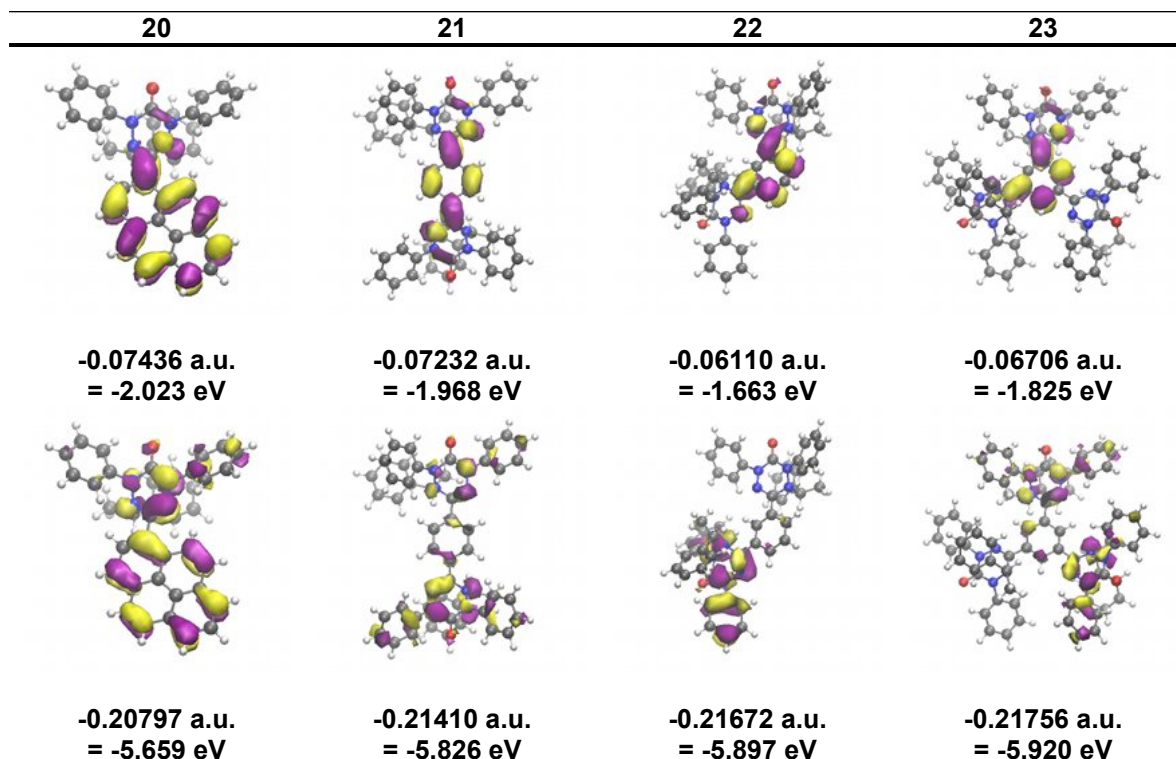 20 21 22 23
-0.07436 a.u. -0.07232 a.u. -0.06110 a.u. -0.06706 a.u.
= -2.023 eV = -1.968 eV = -1.663 eV = -1.825 eV
-0.20797 a.u. -0.21410 a.u. -0.21672 a.u. -0.21756 a.u.
= -5.659 eV = -5.826 eV = -5.897 eV = -5.920 eV